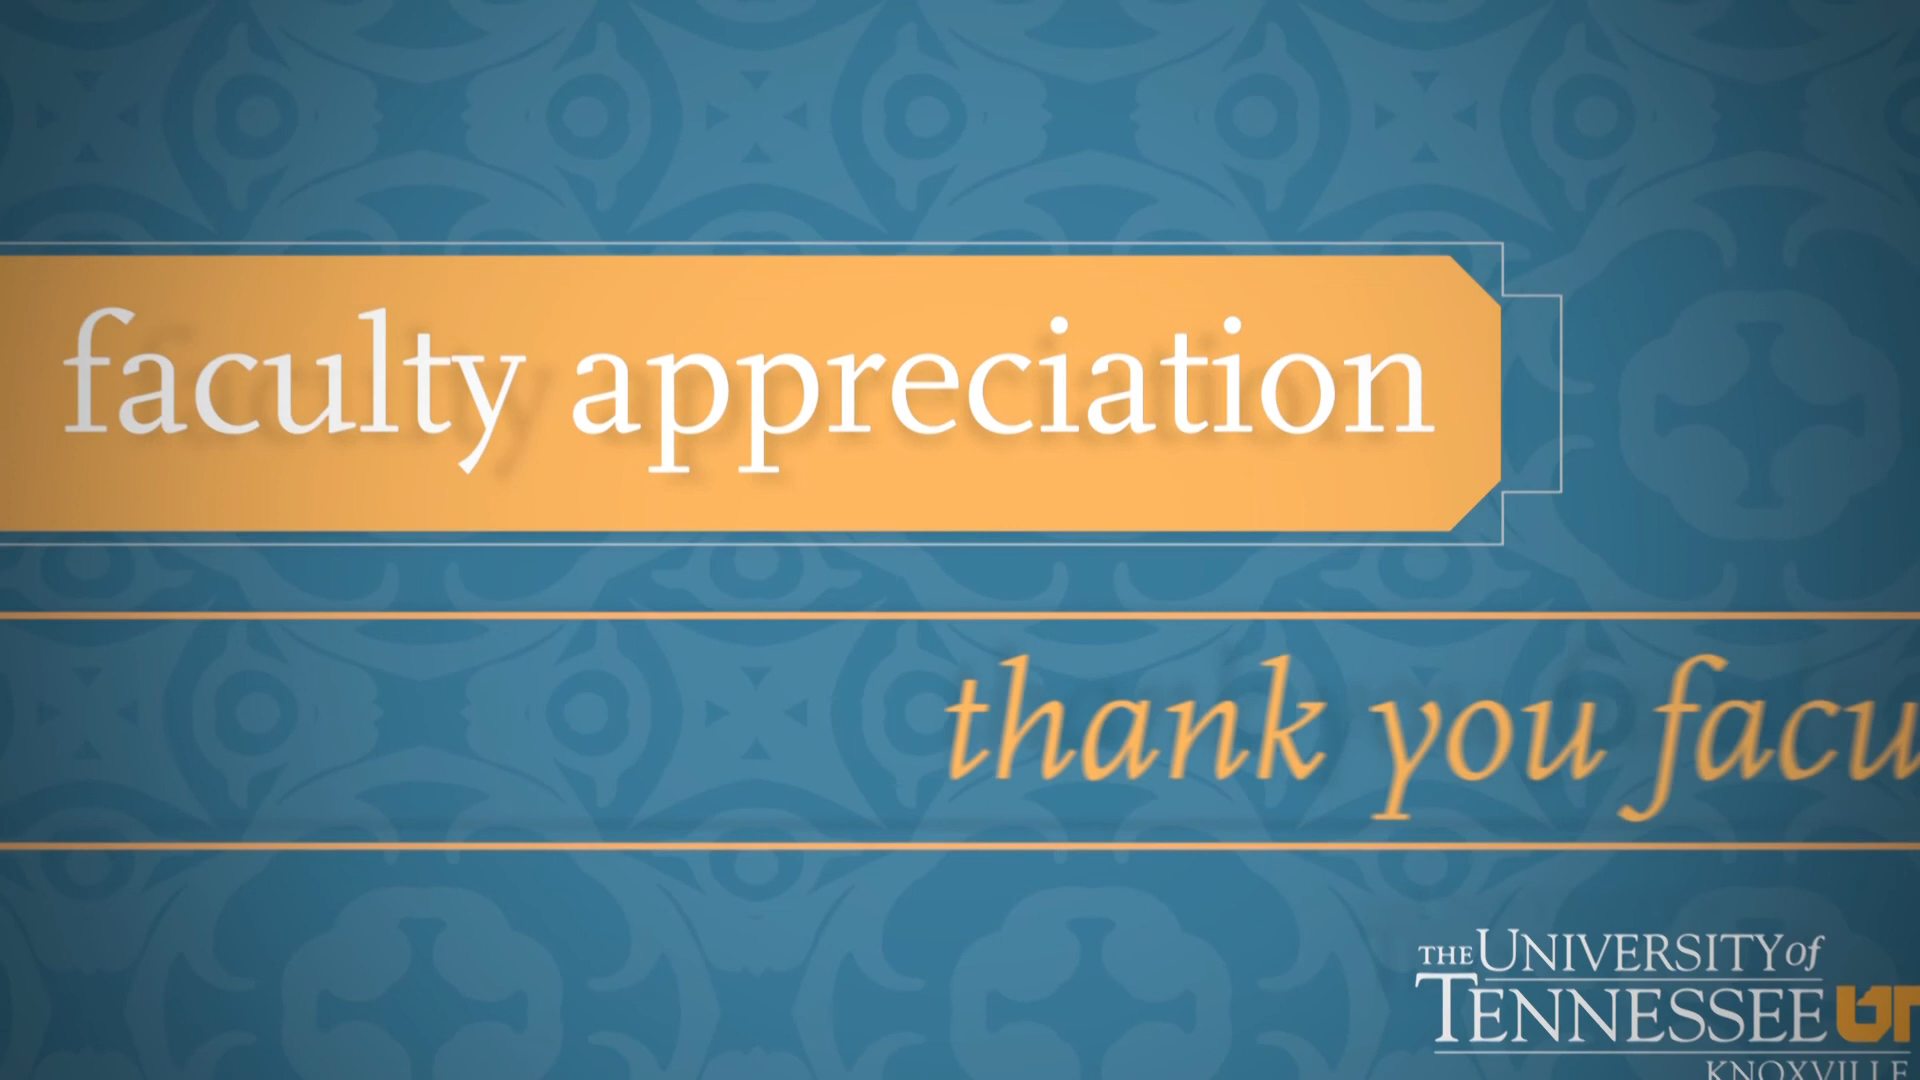 faculty appreciation
thank you facu
THE UNIVERSITY of
TENNESSEE UT
KNOXVILLE